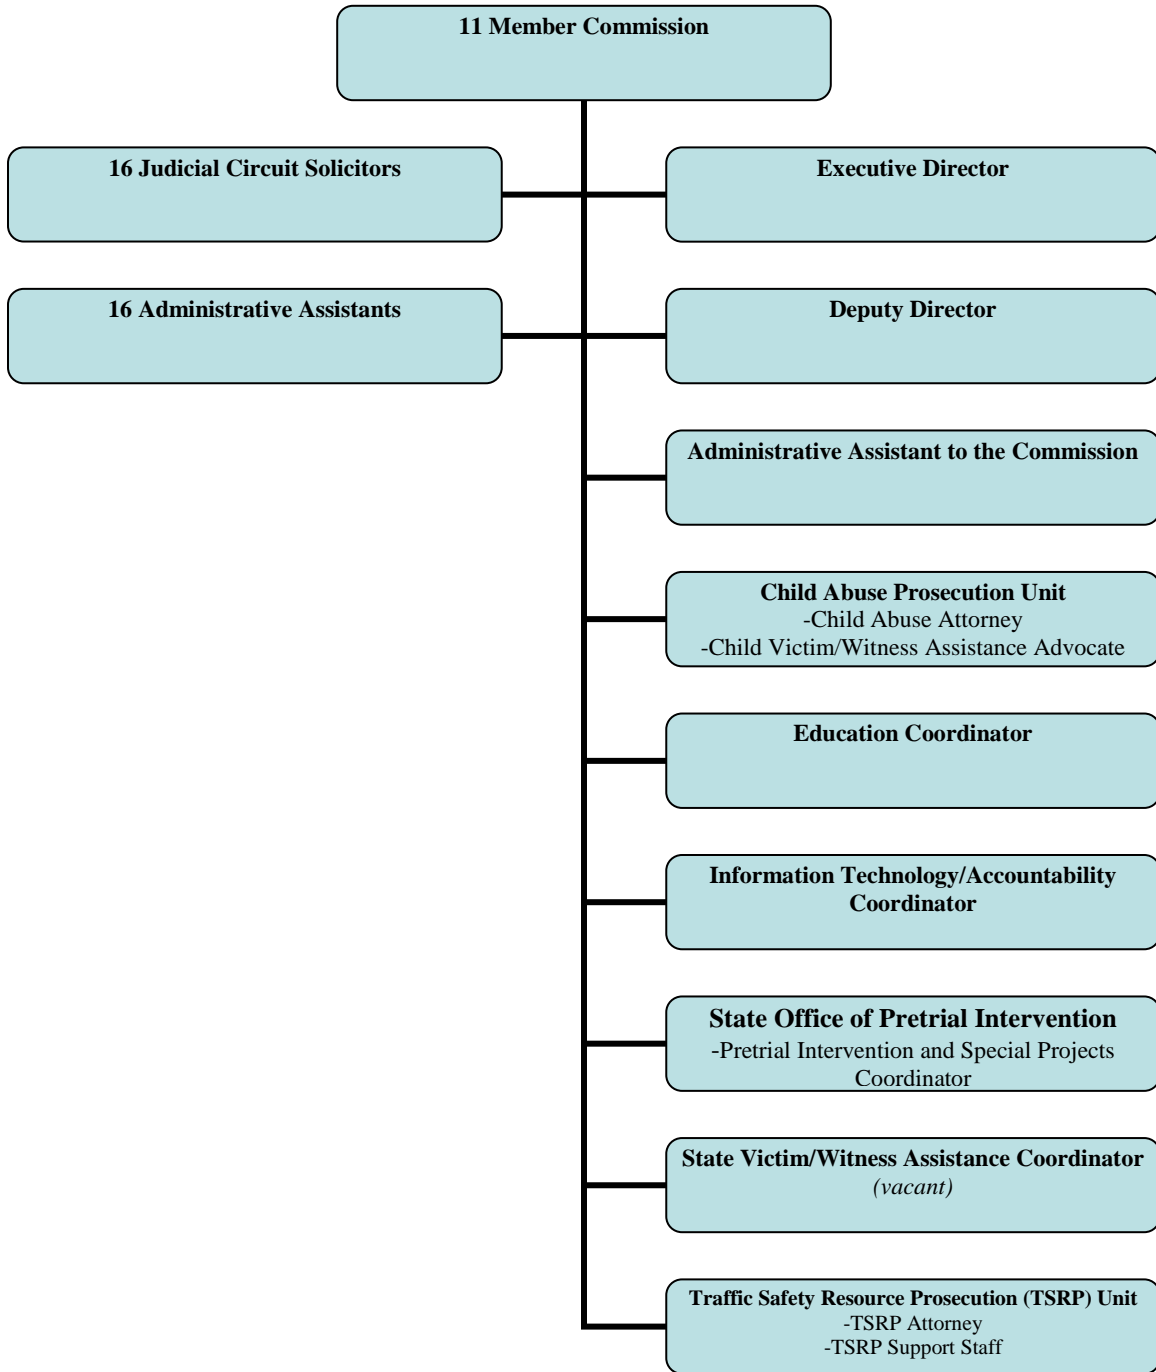 11 Member Commission
16 Judicial Circuit Solicitors
Executive Director
16 Administrative Assistants
Deputy Director
Administrative Assistant to the Commission
Child Abuse Prosecution Unit
-Child Abuse Attorney
-Child Victim/Witness Assistance Advocate
Education Coordinator
Information Technology/Accountability
Coordinator
State Office of Pretrial Intervention
-Pretrial Intervention and Special Projects
Coordinator
State Victim/Witness Assistance Coordinator
(vacant)
Traffic Safety Resource Prosecution (TSRP) Unit
-TSRP Attorney
-TSRP Support Staff